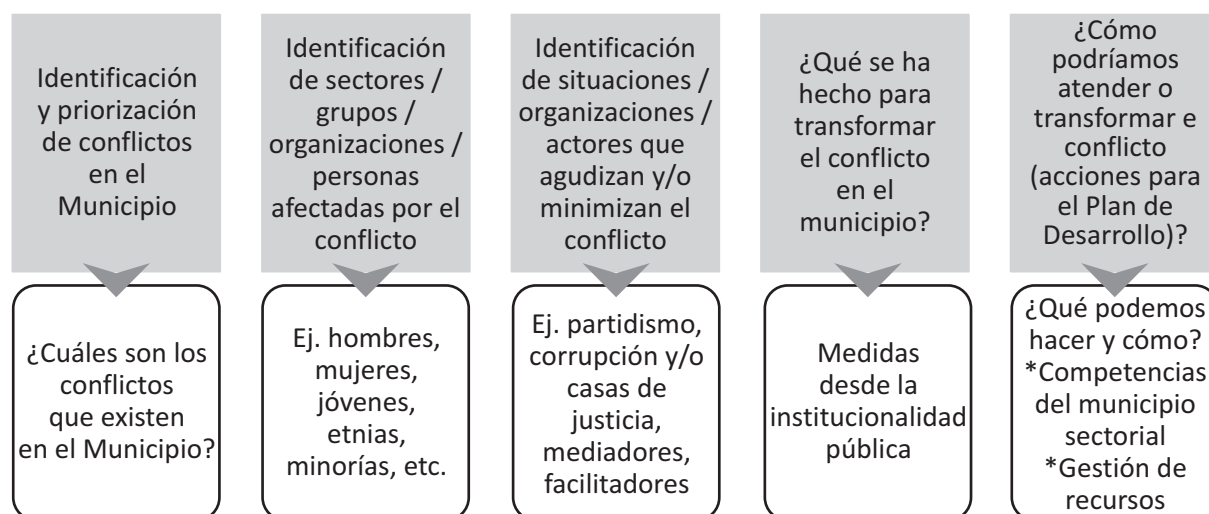 Identificación
y priorización
de conflictos
en el
Municipio
Identificación
de sectores /
grupos /
organizaciones /
personas
afectadas por el
conflicto
Identificación
de situaciones /
organizaciones /
actores que
agudizan y/o
minimizan el
conflicto
¿Qué se ha
hecho para
transformar
el conflicto
en el
municipio?
¿Cómo
podríamos
atender o
transformar e
conflicto
(acciones para
el Plan de
Desarrollo)?
¿Cuáles son los
conflictos
que existen
en el Municipio?
Ej. hombres,
mujeres,
jóvenes,
etnias,
minorías, etc.
Ej. partidismo,
corrupción y/o
casas de
justicia,
mediadores,
facilitadores
Medidas
desde la
institucionalidad
pública
¿Qué podemos
hacer y cómo?
*Competencias
del municipio
sectorial
*Gestión de
recursos